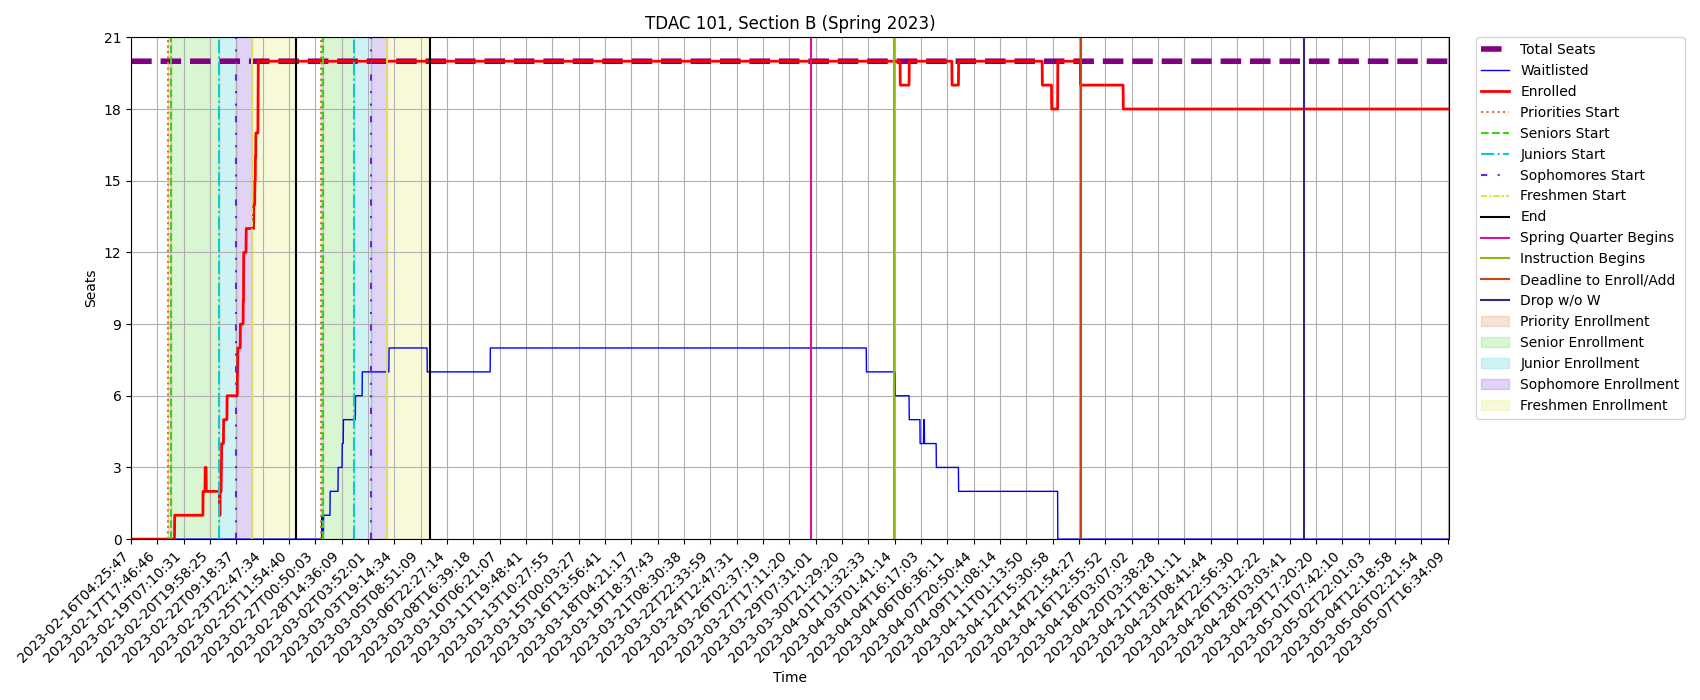 TDAC 101, Section B (Spring 2023)
21
18
15
12
9
6
3
0
Seats
Total Seats
Waitlisted
Enrolled
Priorities Start
Seniors Start
Juniors Start
Sophomores Start
Freshmen Start
End
Spring Quarter Begins
Instruction Begins
Deadline to Enroll/Add
Drop w/o W
Priority Enrollment
Senior Enrollment
Junior Enrollment
Sophomore Enrollment
Freshmen Enrollment
2023-02-16T04:25:47
2023-02-17T17:46:46
2023-02-19T07:10:31
2023-02-20T19:58:25
2023-02-22T09:18:37
2023-02-23T22:47:34
2023-02-25T11:54:40
2023-02-27T00:50:03
2023-02-28T14:36:09
2023-03-02T03:52:01
2023-03-03T19:14:34
2023-03-05T08:51:09
2023-03-06T22:27:14
2023-03-08T16:39:18
2023-03-10T06:21:07
2023-03-11T19:48:41
2023-03-13T10:27:55
2023-03-15T00:03:27
2023-03-16T13:56:41
2023-03-18T04:21:17
2023-03-19T18:37:43
2023-03-21T08:30:38
2023-03-22T22:33:59
2023-03-24T12:47:31
2023-03-26T02:37:19
2023-03-27T17:11:20
2023-03-29T07:31:01
2023-03-30T21:29:20
2023-04-01T11:32:33
2023-04-03T01:41:14
2023-04-04T16:17:03
2023-04-06T06:36:11
2023-04-07T20:50:44
2023-04-09T11:08:14
2023-04-11T01:13:50
2023-04-12T15:30:58
2023-04-14T21:54:27
2023-04-16T12:55:52
2023-04-18T03:07:02
2023-04-20T03:38:28
2023-04-21T18:11:11
2023-04-23T08:41:44
2023-04-24T22:56:30
2023-04-26T13:12:22
2023-04-28T03:03:41
2023-04-29T17:20:20
2023-05-01T07:42:10
2023-05-02T22:01:03
2023-05-04T12:18:58
2023-05-06T02:21:54
2023-05-07T16:34:09
Time